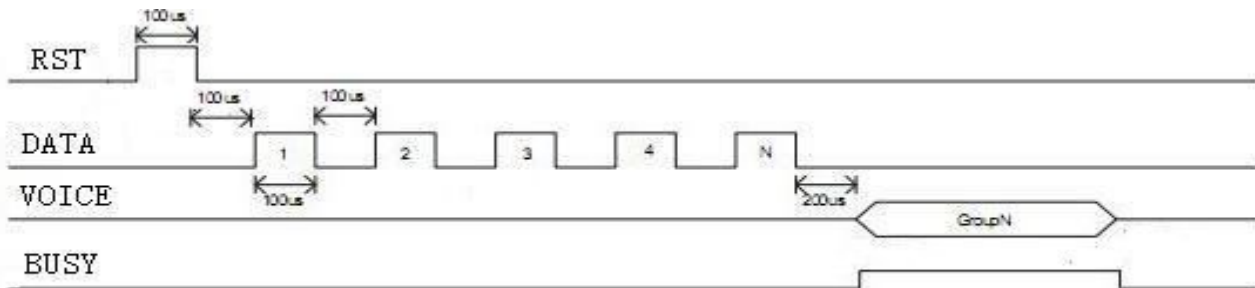 100us
RST
100us 100us
DATA 1 2 3 4 N
VOICE 100us 200us
GroupN
BUSY